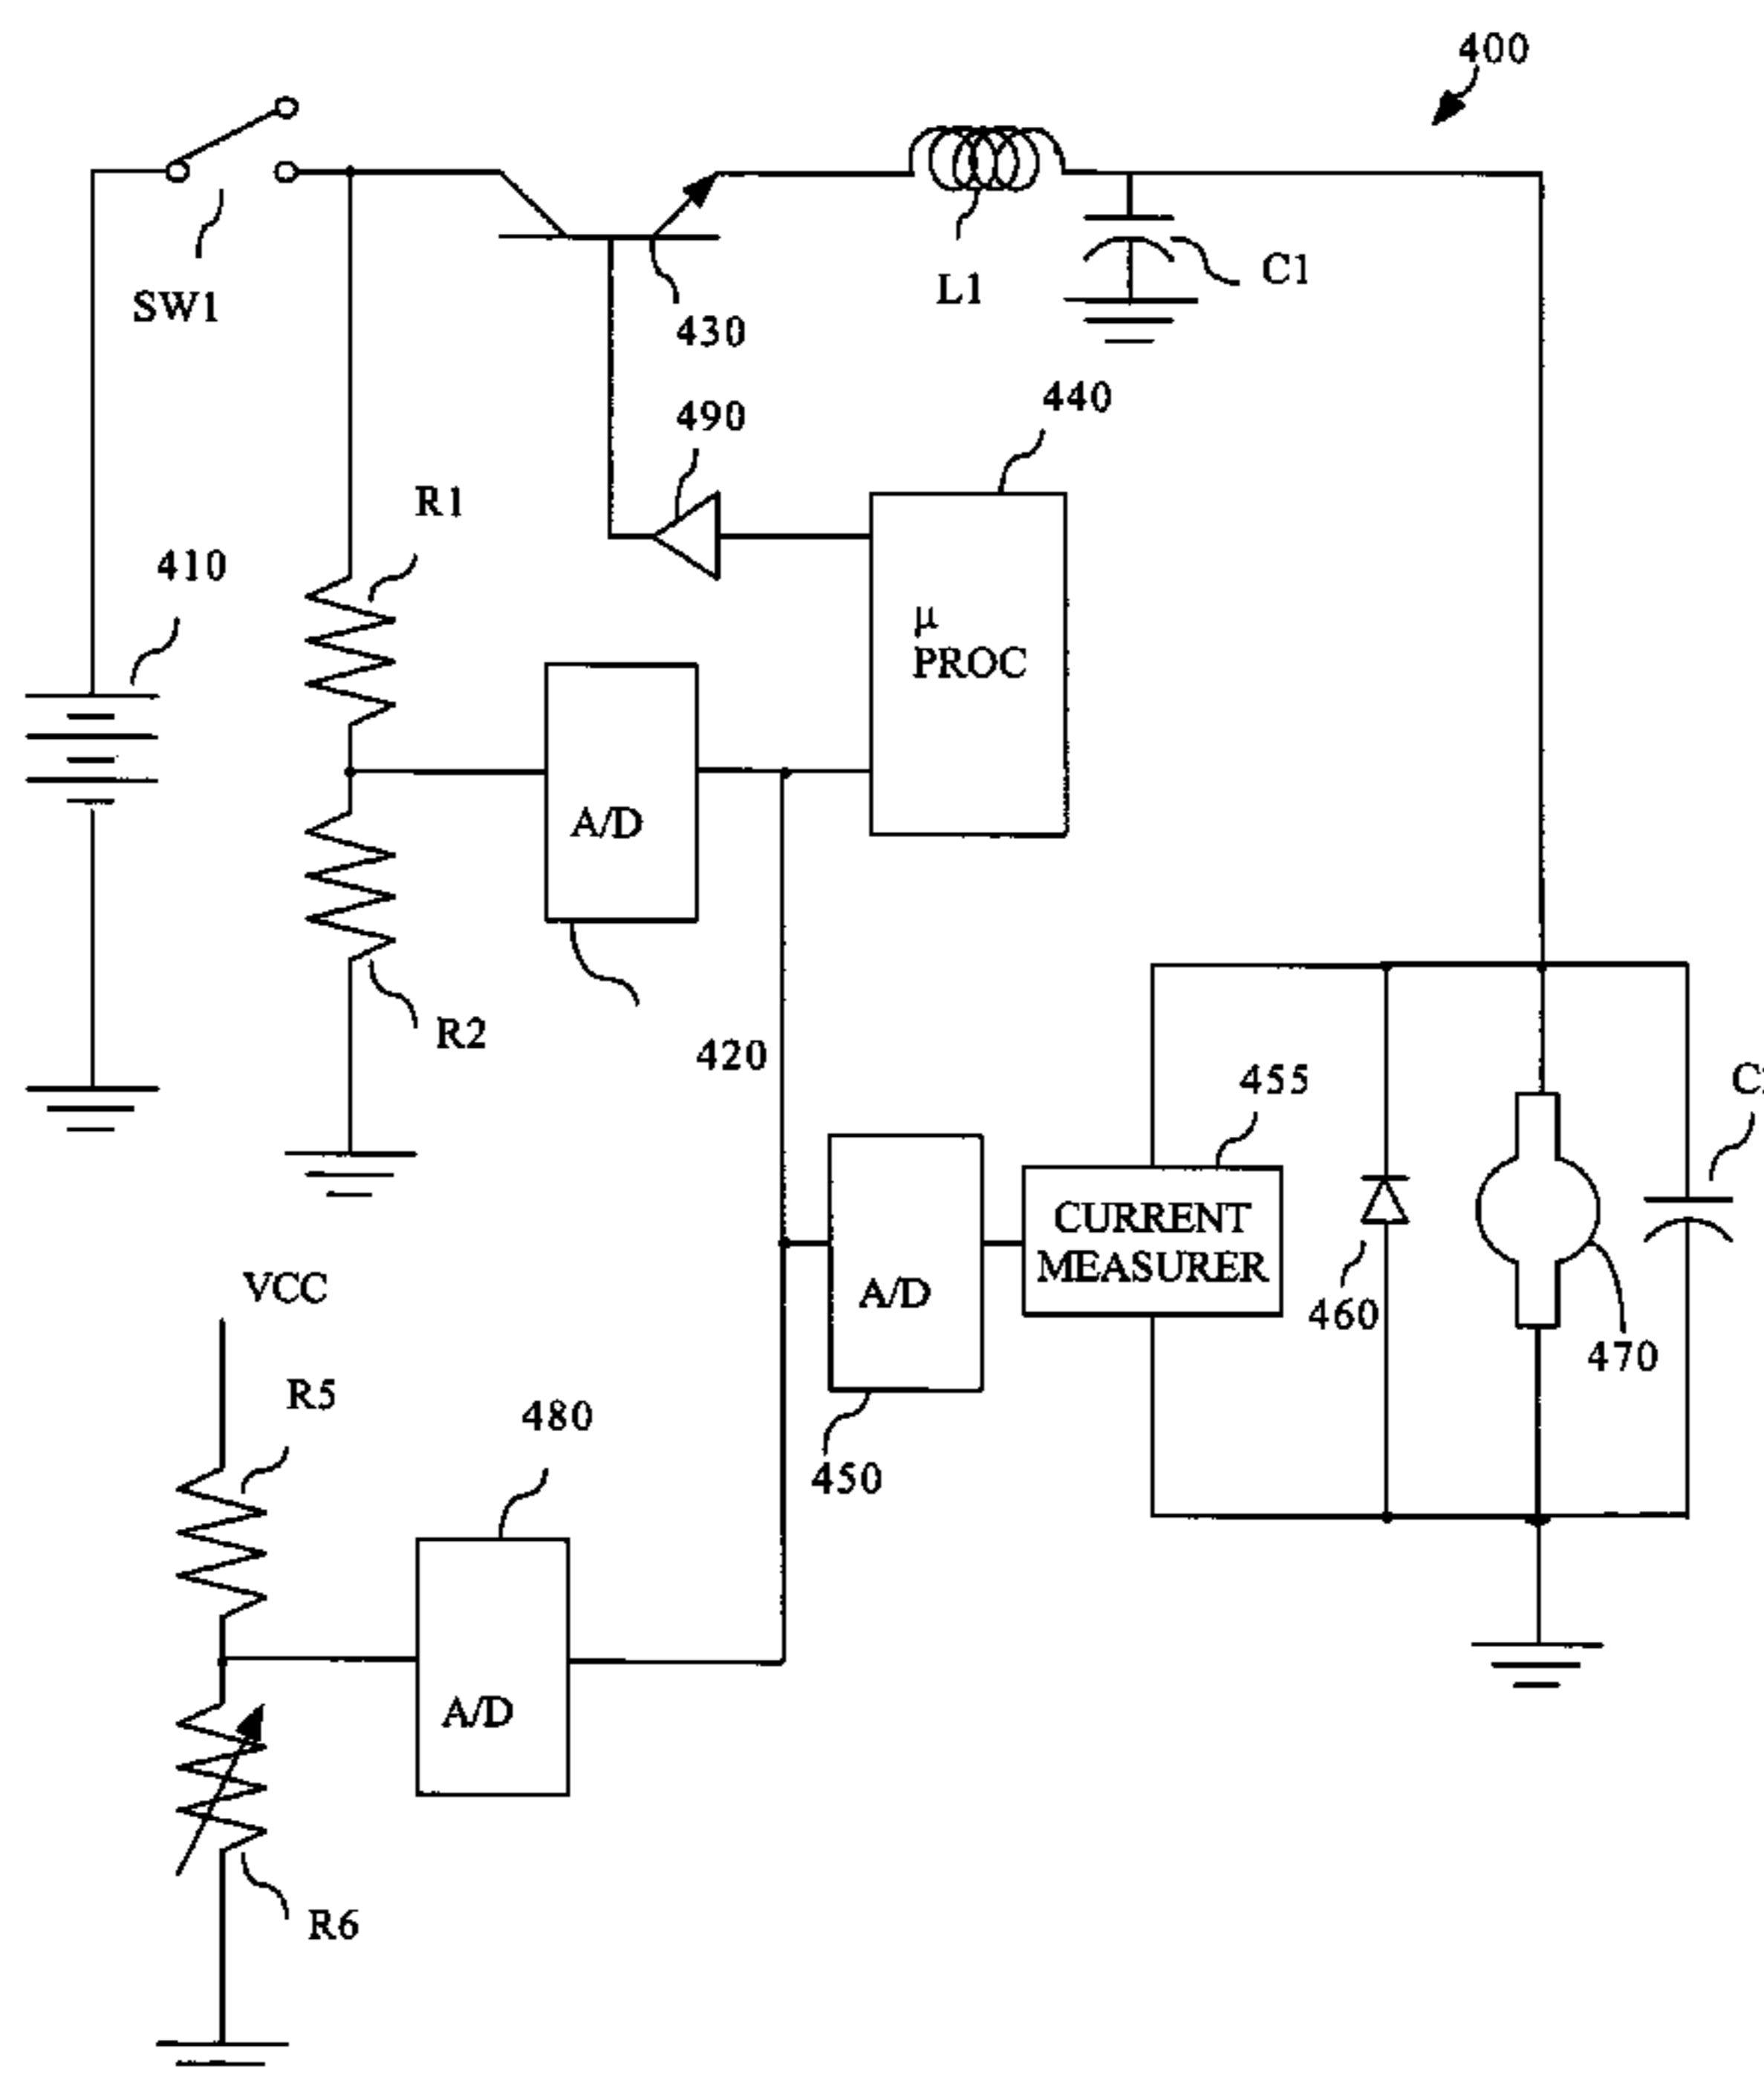 400
SW1
430
L1
C1
490
440
R1
410
μ
PROC
A/D
R2
420
455
CURRENT
MEASURER
460
470
A/D
450
VCC
R5
480
A/D
R6